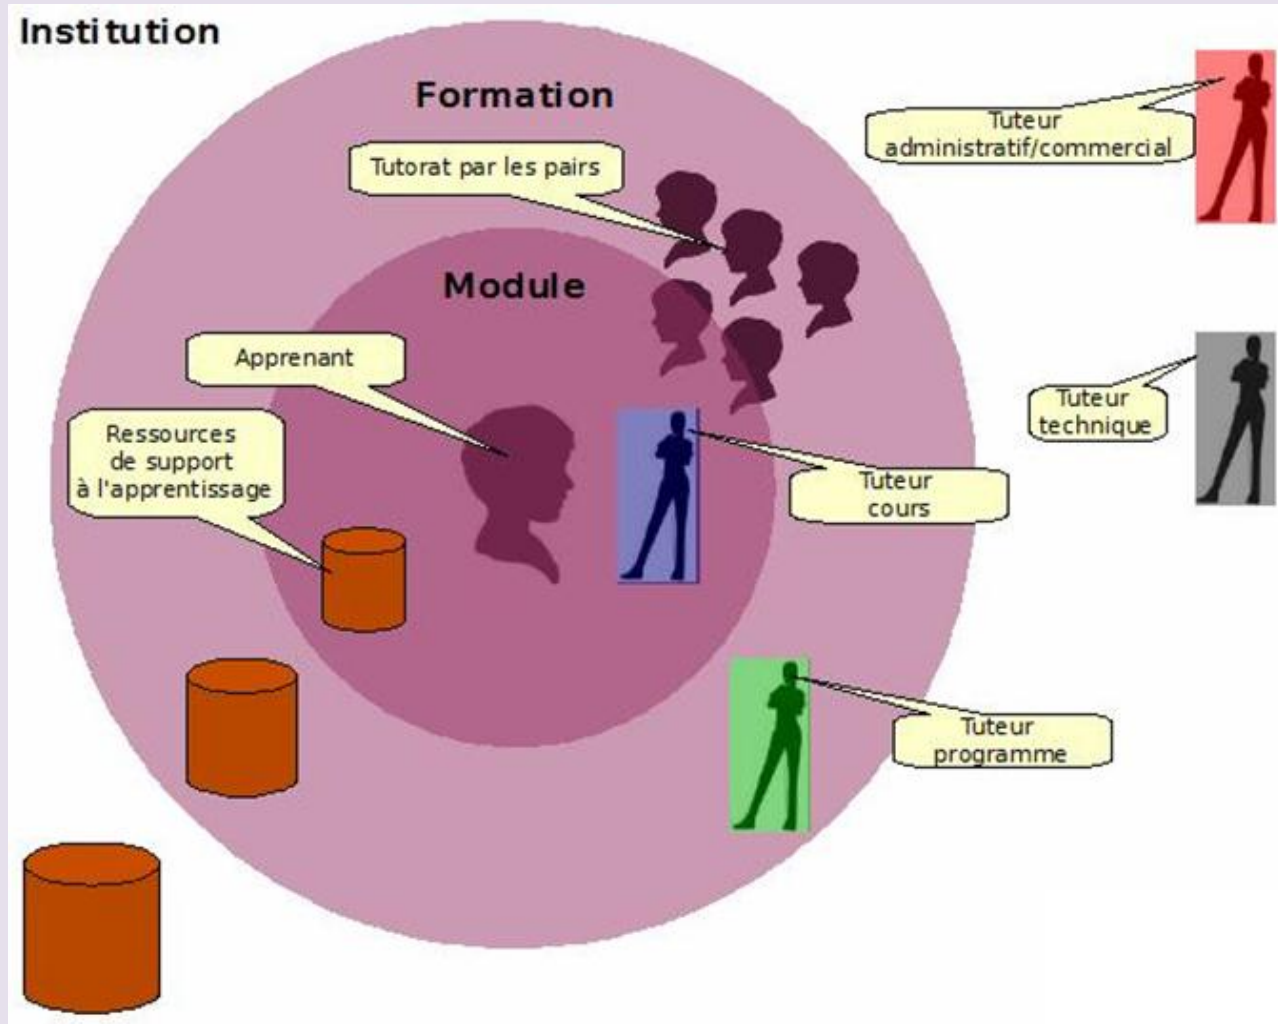 Institution
Formation
Tuteur
administratif/commercial
Tutorat par les pairs
Module
Apprenant
Tuteur
technique
Ressources
de support
à l'apprentissage
Tuteur
cours
Tuteur
programme